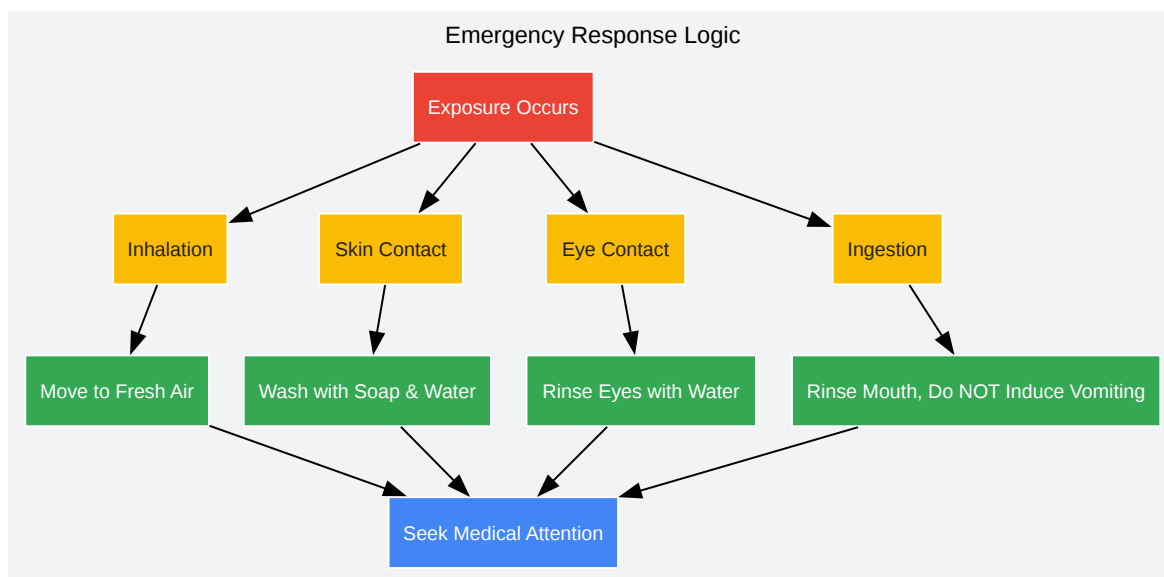 Emergency Response Logic
Exposure Occurs
Inhalation
Skin Contact
Eye Contact
Ingestion
Move to Fresh Air
Wash with Soap & Water
Rinse Eyes with Water
Rinse Mouth, Do NOT Induce Vomiting
Seek Medical Attention